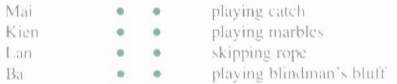 Mai • • playing catch
Kien • • playing marbles
Lan • • skipping rope
Ba • • playing blindman's bluff